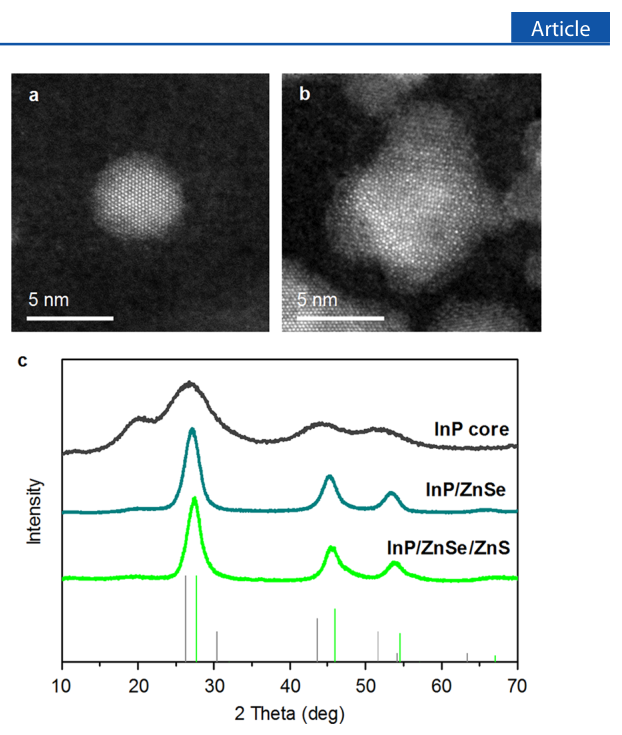 Article
a
b
5 nm
5 nm
c
InP core
InP/ZnSe
InP/ZnSe/ZnS
Intensity
10 20 30 40 50 60 70
2 Theta (deg)